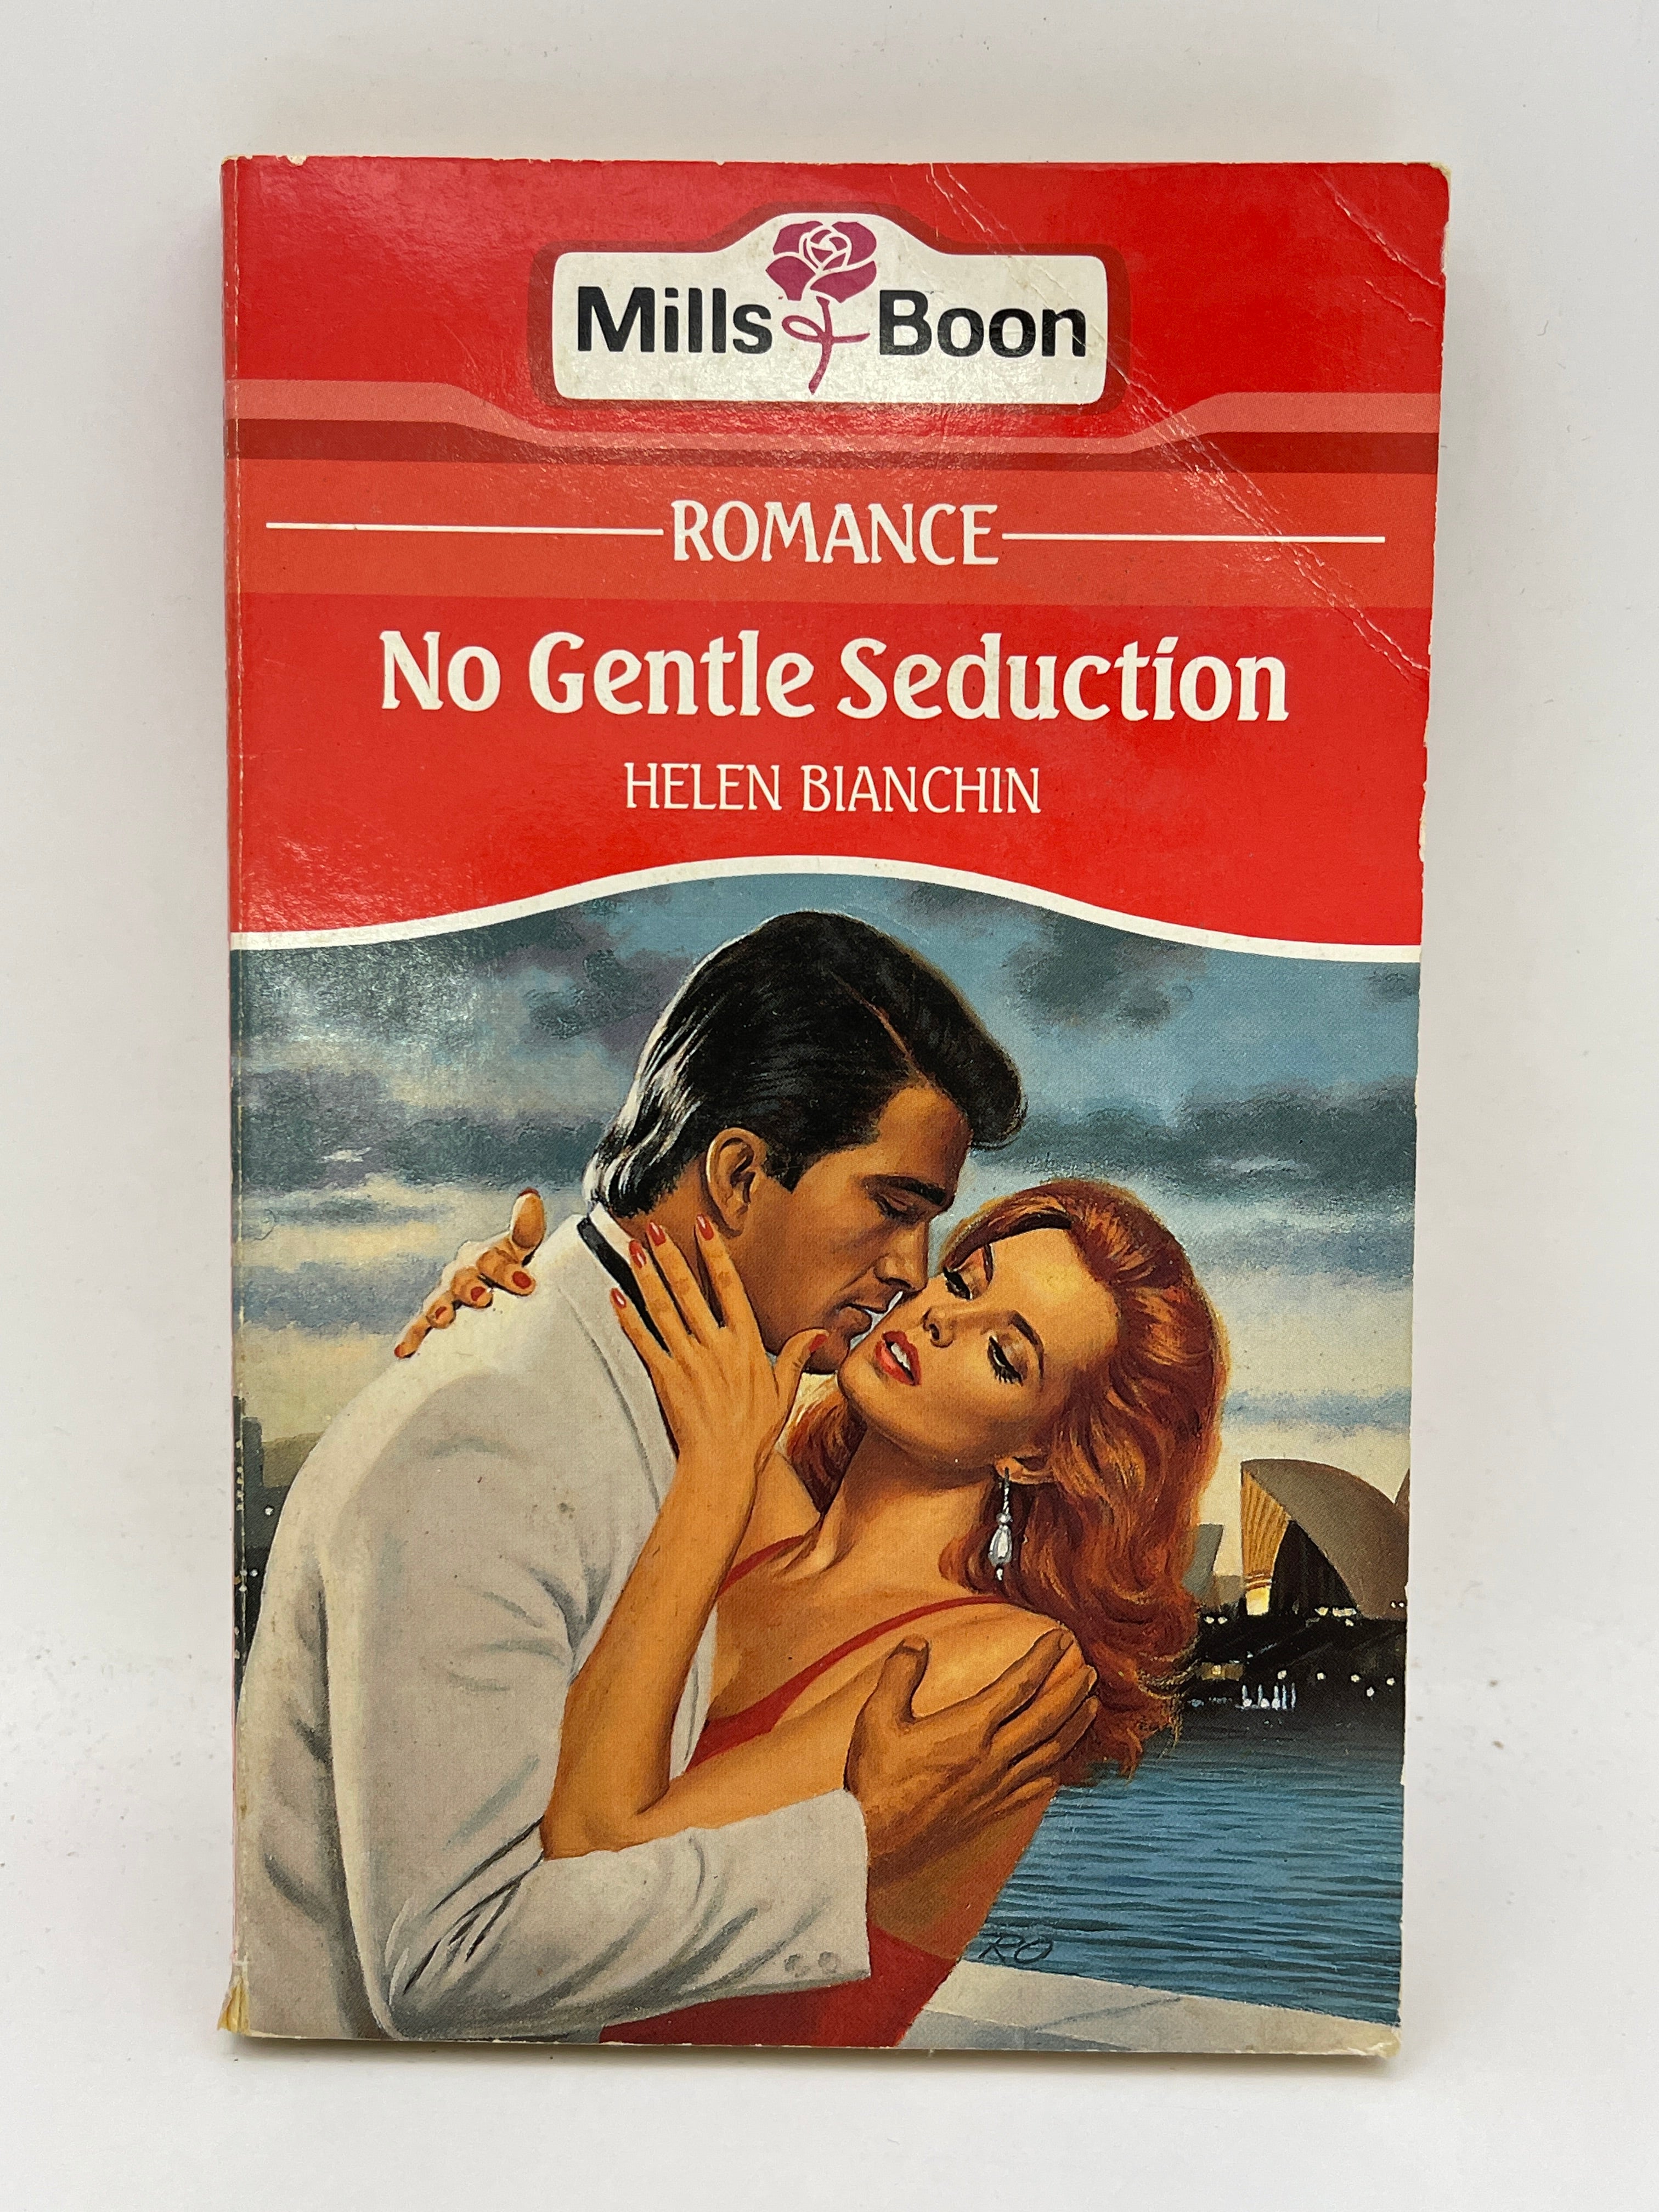 Mills & Boon
ROMANCE
No Gentle Seduction
HELEN BIANCHIN
RO